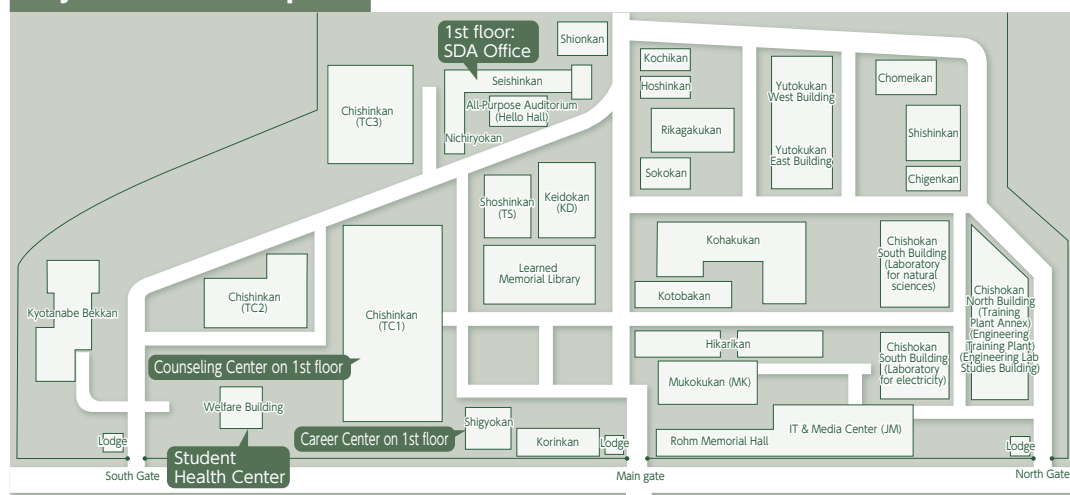 1st floor:
SDA Office
Shionkan
Kochikan
Hoshinkan
Yutokukan
West Building
Chomeikan
Seishinkan
All-Purpose Auditorium
(Hello Hall)
Nichiryokan
Chishinkan
(TC3)
Rikagakukan
Shishinkan
Yutokukan
East Building
Sokokan
Chigenkan
Shoshinkan
(TS)
Keidokan
(KD)
Kohakukan
Chishokan
South Building
(Laboratory
for natural
sciences)
Learned
Memorial Library
Kotobakan
Chishokan
North Building
(Training
Plant Annex)
(Engineering
Training Plant)
(Engineering Lab
Studies Building)
Kyotanabe Bekkan
Chishinkan
(TC2)
Chishinkan
(TC1)
Hikarikan
Chishokan
South Building
(Laboratory
for electricity)
Counseling Center on 1st floor
Mukokukan (MK)
Welfare Building
Shigyokan
Career Center on 1st floor
IT & Media Center (JM)
Rohm Memorial Hall
Korinkan
Lodge
Lodge
Lodge
Student
Health Center
South Gate
Main gate
North Gate